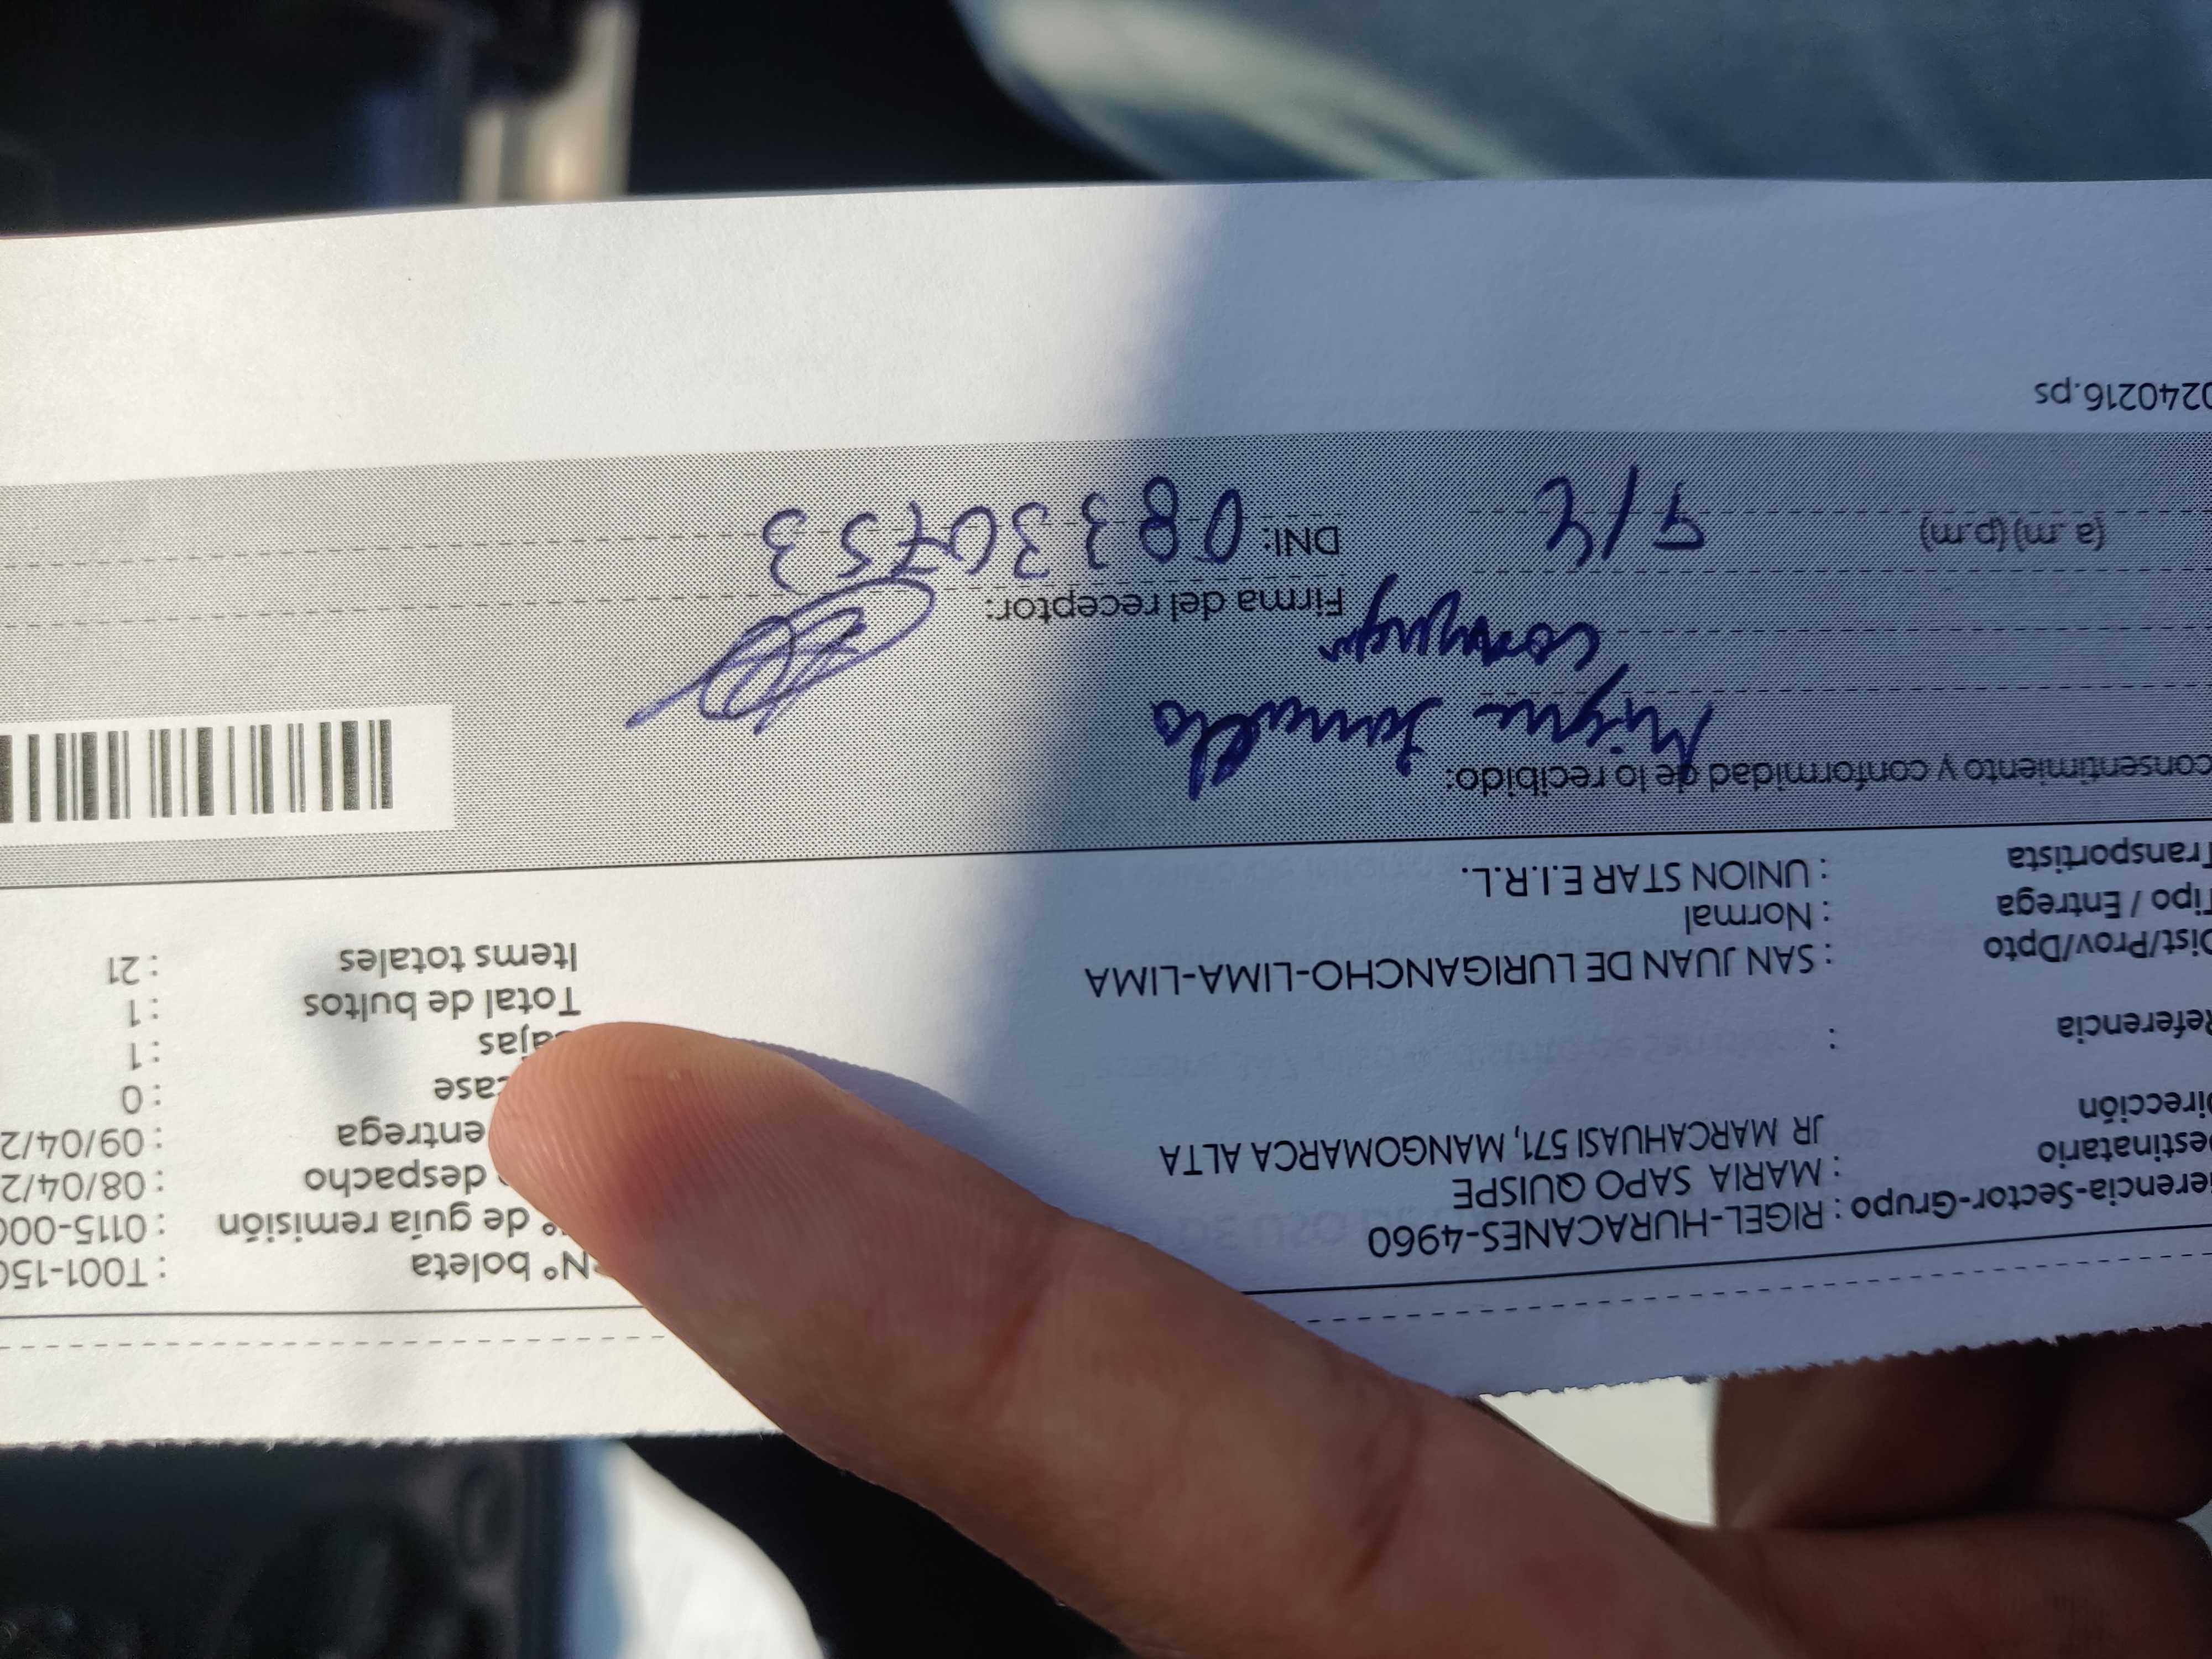 N° boleta : T001-150
° de guía remisión : 0115-000
despacho : 08/04/2
entrega : 09/04/2
case : 0
ajas : 1
Total de bultos : 1
Items totales : 21
erencia-Sector-Grupo : RIGEL-HURACANES-4960
estinatario : MARIA SAPO QUISPE
Dirección JR MARCAHUASI 571, MANGOMARCA ALTA
Referencia :
Dist/Prov/Dpto : SAN JUAN DE LURIGANCHO-LIMA-LIMA
Tipo / Entrega : Normal
Transportista : UNION STAR E.I.R.L.
consentimiento y conformidad de lo recibido:
Firma del receptor:
(a .m) (p.m) 9/4 DNI: 08330753
0240216.ps